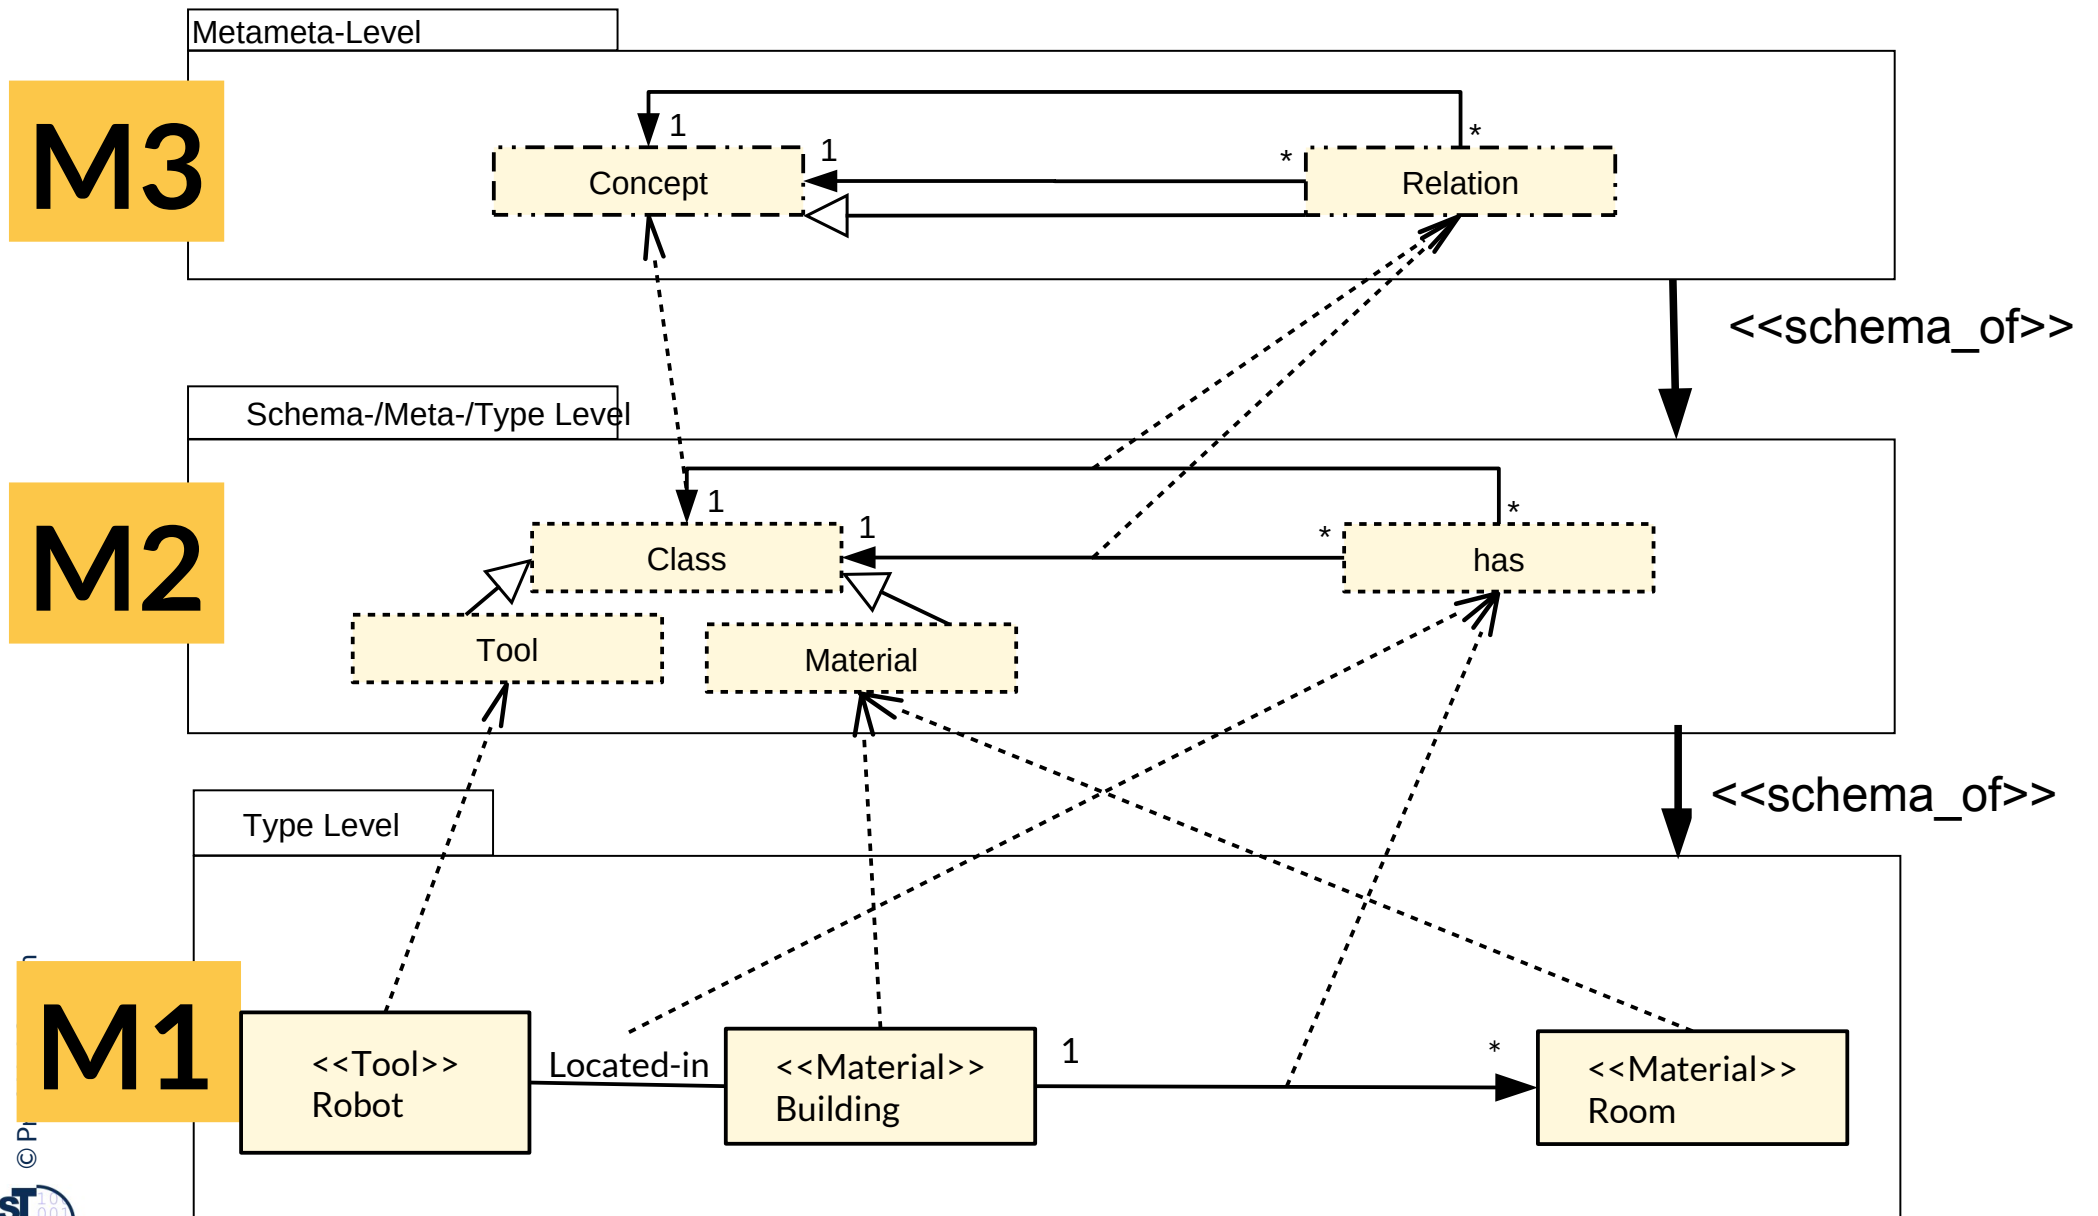 Metameta-Level
M3
1
*
1
*
Concept
Relation
<<schema_of>>
Schema-/Meta-/Type Level
M2
1
*
1
*
Class
has
Tool
Material
<<schema_of>>
Type Level
M1
<<Tool>>
Robot
Located-in
<<Material>>
Building
1
*
<<Material>>
Room
©
ST